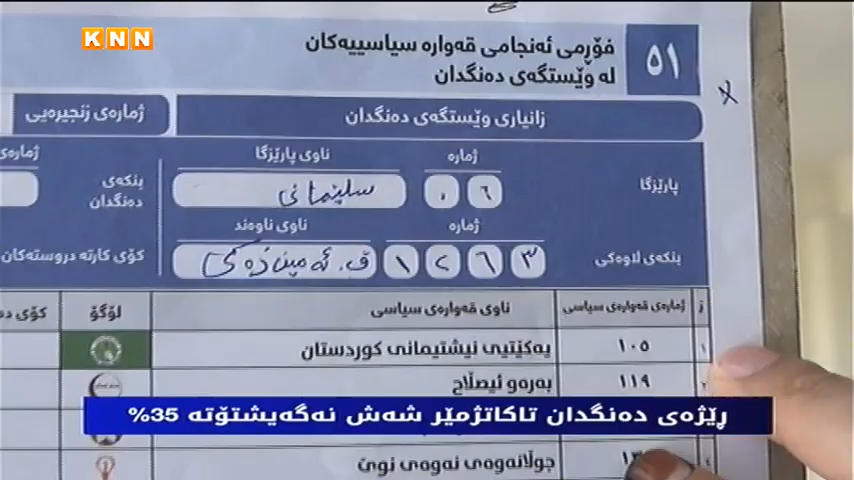 KNN
٥١
فۆڕمی ئەنجامی قەوارە سیاسییەکان
لە وێستگەی دەنگدان
زانیاری وێستگەی دەنگدان
ژمارەی زنجیرەیی
ژمارە
ناوی پارێزگا
ژمارەی
پارێزگا
٦ ٠
سلێمانی
بنکەی
دەنگدان
ژمارە
ناوی ناوەند
بنکەی لاوەکی
٣ ٦ ٢ ١
کۆی کارتە دروستەکان
ز
ژمارەی قەوارەی سیاسی
ناوی قەوارەی سیاسی
لۆگۆ
١
١٠٥
یەکێتیی نیشتیمانی کوردستان
٢
١١٩
بەرەو ئیصڵاح
ڕێژەی دەنگدان تاکاتژمێر شەش نەگەیشتۆتە 35%
٤
جوڵانەوەی نەوەی نوێ